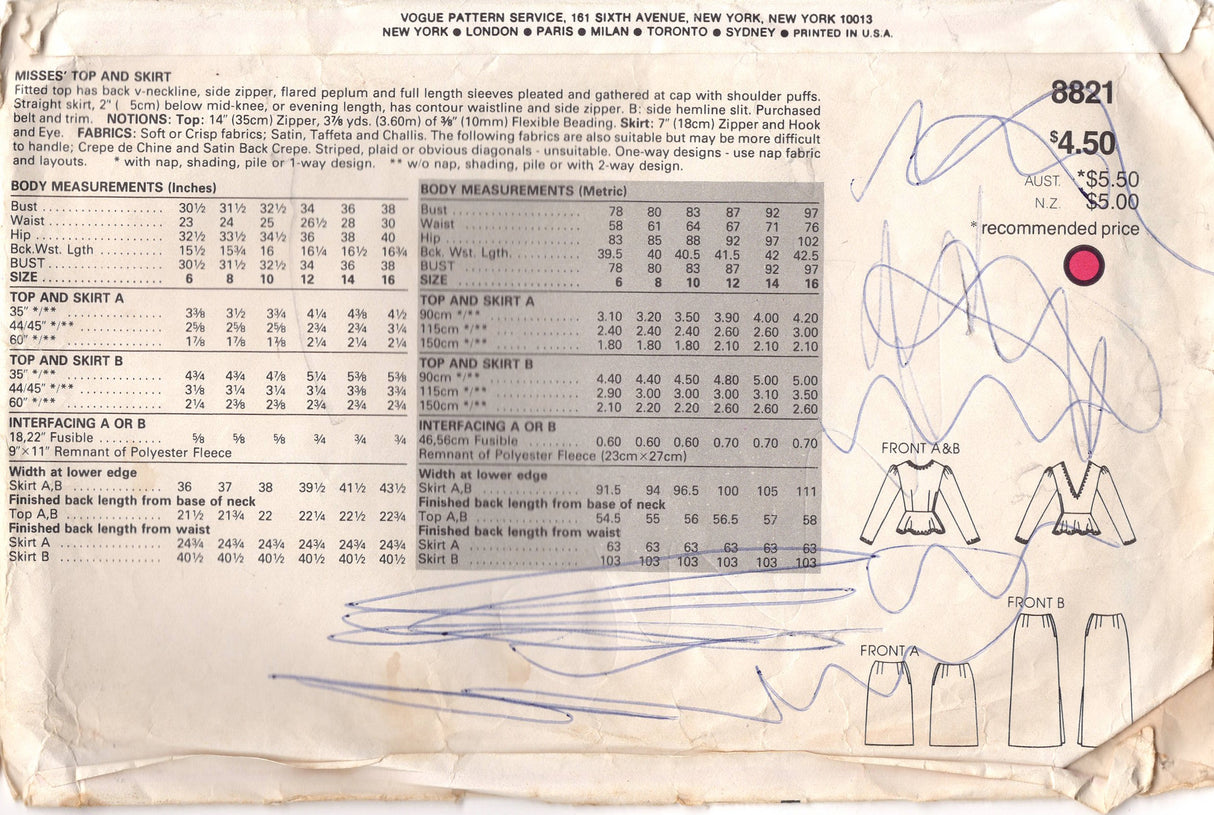 VOGUE PATTERN SERVICE, 161 SIXTH AVENUE, NEW YORK, NEW YORK 10013
NEW YORK ● LONDON ● PARIS ● MILAN ● TORONTO ● SYDNEY ● PRINTED IN U.S.A.
MISSES' TOP AND SKIRT
Fitted top has back v-neckline, side zipper, flared peplum and full length sleeves pleated and gathered at cap with shoulder puffs.
Straight skirt, 2" ( 5cm) below mid-knee, or evening length, has contour waistline and side zipper. B: side hemline slit. Purchased
belt and trim. NOTIONS: Top: 14" (35cm) Zipper, 3⅞ yds. (3.60m) of ⅜" (10mm) Flexible Beading. Skirt: 7" (18cm) Zipper and Hook
and Eye. FABRICS: Soft or Crisp fabrics; Satin, Taffeta and Challis. The following fabrics are also suitable but may be more difficult
to handle; Crepe de Chine and Satin Back Crepe. Striped, plaid or obvious diagonals - unsuitable. One-way designs - use nap fabric
and layouts. * with nap, shading, pile or 1-way design. ** w/o nap, shading, pile or with 2-way design.
8821
$4.50
AUST. *$5.50
N.Z. $5.00
* recommended price
BODY MEASUREMENTS (Inches)
Bust 30½ 31½ 32½ 34 36 38
Waist 23 24 25 26½ 28 30
Hip 32½ 33½ 34½ 36 38 40
Bck.Wst. Lgth 15½ 15¾ 16 16¼ 16½ 16¾
BUST 30½ 31½ 32½ 34 36 38
SIZE 6 8 10 12 14 16
TOP AND SKIRT A
35" */** 3⅜ 3½ 3¾ 4¼ 4⅜ 4½
44/45" */** 2⅝ 2⅝ 2⅝ 2¾ 2¾ 3¼
60" */** 1⅞ 1⅞ 1⅞ 2¼ 2¼ 2¼
TOP AND SKIRT B
35" */** 4¾ 4¾ 4⅞ 5¼ 5⅜ 5⅜
44/45" */** 3⅛ 3¼ 3¼ 3¼ 3⅜ 3¾
60" */** 2¼ 2⅜ 2⅜ 2¾ 2¾ 2¾
INTERFACING A OR B
18,22" Fusible ⅝ ⅝ ⅝ ¾ ¾ ¾
9"×11" Remnant of Polyester Fleece
Width at lower edge
Skirt A,B 36 37 38 39½ 41½ 43½
Finished back length from base of neck
Top A,B 21½ 21¾ 22 22¼ 22½ 22¾
Finished back length from waist
Skirt A 24¾ 24¾ 24¾ 24¾ 24¾ 24¾
Skirt B 40½ 40½ 40½ 40½ 40½ 40½
BODY MEASUREMENTS (Metric)
Bust 78 80 83 87 92 97
Waist 58 61 64 67 71 76
Hip 83 85 88 92 97 102
Bck. Wst. Lgth. 39.5 40 40.5 41.5 42 42.5
BUST 78 80 83 87 92 97
SIZE 6 8 10 12 14 16
TOP AND SKIRT A
90cm */** 3.10 3.20 3.50 3.90 4.00 4.20
115cm */** 2.40 2.40 2.40 2.60 2.60 3.00
150cm */** 1.80 1.80 1.80 2.10 2.10 2.10
TOP AND SKIRT B
90cm */** 4.40 4.40 4.50 4.80 5.00 5.00
115cm */** 2.90 3.00 3.00 3.00 3.10 3.50
150cm */** 2.10 2.20 2.20 2.60 2.60 2.60
INTERFACING A OR B
46,56cm Fusible 0.60 0.60 0.60 0.70 0.70 0.70
Remnant of Polyester Fleece (23cm×27cm)
Width at lower edge
Skirt A,B 91.5 94 96.5 100 105 111
Finished back length from base of neck
Top A,B 54.5 55 56 56.5 57 58
Finished back length from waist
Skirt A 63 63 63 63 63 63
Skirt B 103 103 103 103 103 103
FRONT A&B
FRONT B
FRONT A